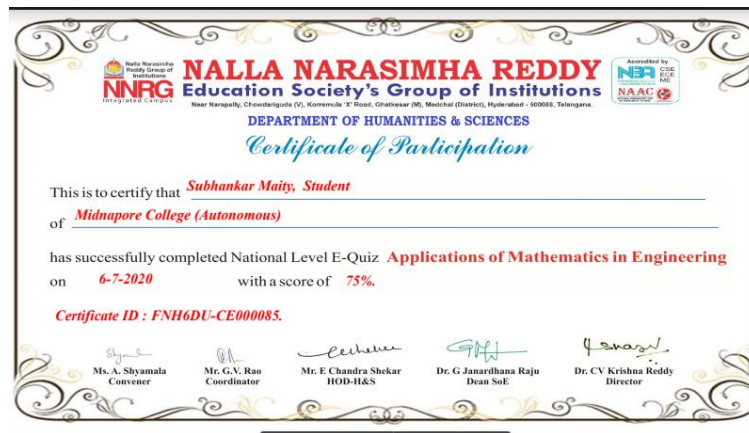 Nalla Narasimha
Reddy Group of
Institutions
NNRG
Integrated Campus
NALLA NARASIMHA REDDY
Education Society's Group of Institutions
Near Narapally, Chowdariguda (V), Korremula 'X' Road, Ghatkesar (M), Medchal (District), Hyderabad - 500088, Telangana.
Accredited by
NBA
CSE
ECE
ME
NAAC
DEPARTMENT OF HUMANITIES & SCIENCES
Certificate of Participation
This is to certify that Subhankar Maity, Student
of Midnapore College (Autonomous)
has successfully completed National Level E-Quiz Applications of Mathematics in Engineering
on 6-7-2020 with a score of 75%.
Certificate ID : FNH6DU-CE000085.
Ms. A. Shyamala
Convener
Mr. G.V. Rao
Coordinator
Mr. E Chandra Shekar
HOD-H&S
Dr. G Janardhana Raju
Dean SoE
Dr. CV Krishna Reddy
Director